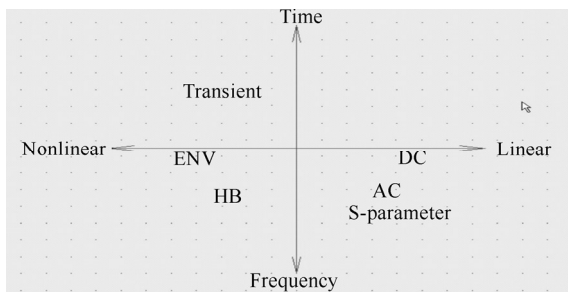 Time
Transient
Nonlinear
Linear
ENV
DC
HB
AC
S-parameter
Frequency